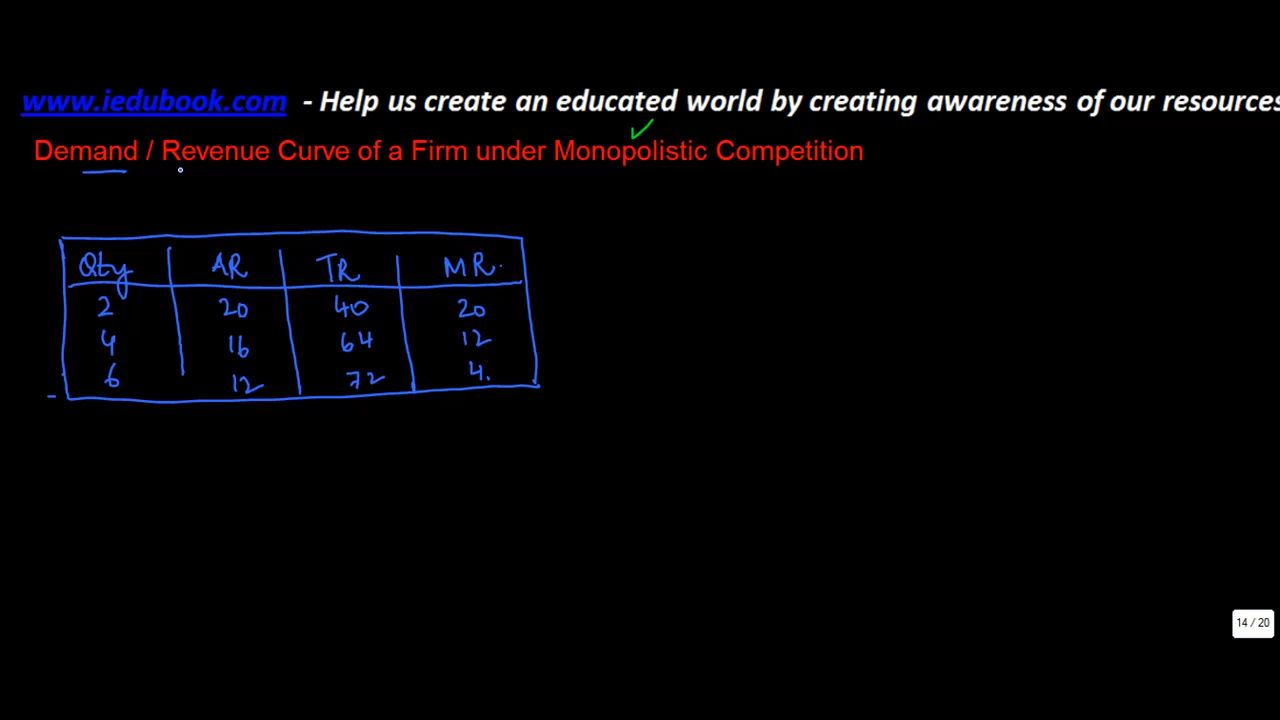 www.iedubook.com - Help us create an educated world by creating awareness of our resources
Demand / Revenue Curve of a Firm under Monopolistic Competition
Qty AR TR MR.
2 20 40 20
4 16 64 12
6 12 72 4.
14 / 20